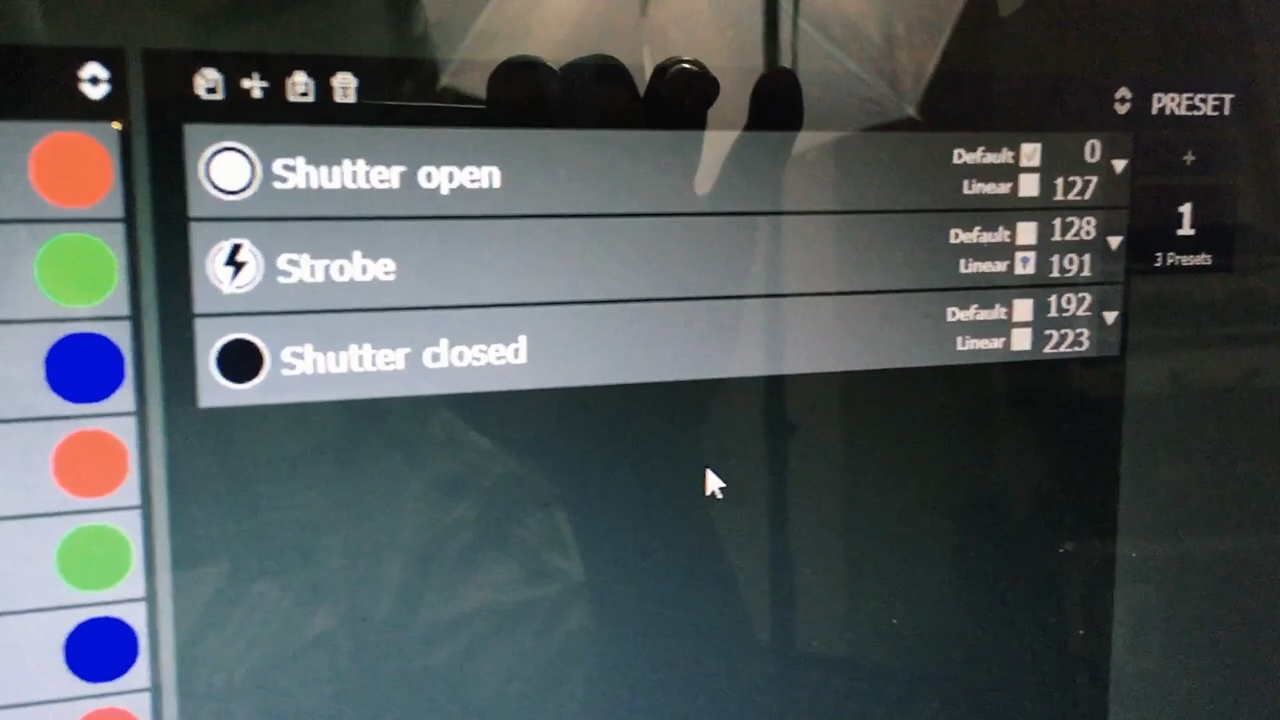 PRESET
Shutter open
Default 0
Linear 127
Strobe
Default 128
Linear 191
Shutter closed
Default 192
Linear 223
+
1
3 Presets